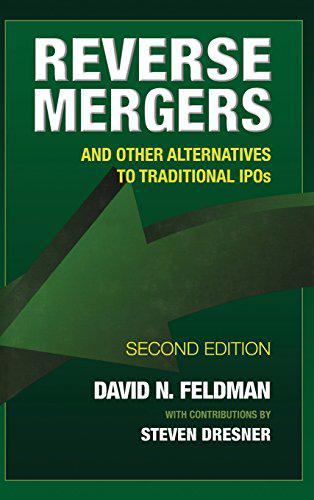 REVERSE
MERGERS
AND OTHER ALTERNATIVES
TO TRADITIONAL IPOs
SECOND EDITION
DAVID N. FELDMAN
WITH CONTRIBUTIONS BY
STEVEN DRESNER